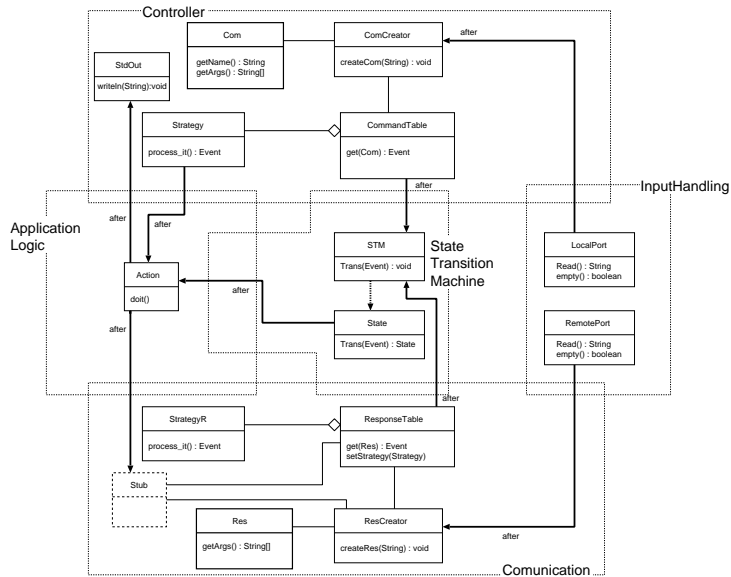 Controller
Com
getName() : String
getArgs() : String[]
ComCreator
createCom(String) : void
after
StdOut
writeln(String):void
Strategy
process_it() : Event
CommandTable
get(Com) : Event
after
InputHandling
Application
Logic
after
after
STM
Trans(Event) : void
State
Transition
Machine
LocalPort
Read() : String
empty() : boolean
Action
doit()
after
State
Trans(Event) : State
RemotePort
Read() : String
empty() : boolean
after
after
StrategyR
process_it() : Event
ResponseTable
get(Res) : Event
setStrategy(Strategy)
Stub
Res
getArgs() : String[]
ResCreator
createRes(String) : void
after
Comunication